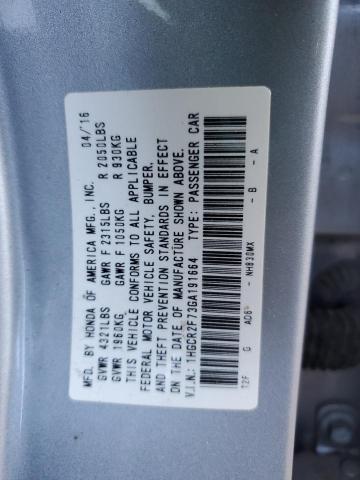 MFD. BY HONDA OF AMERICA MFG., INC. 04/'16
GVWR 4321LBS GAWR F 2315LBS R 2050LBS
GVWR 1960KG GAWR F 1050KG R 930KG
THIS VEHICLE CONFORMS TO ALL APPLICABLE
FEDERAL MOTOR VEHICLE SAFETY, BUMPER,
AND THEFT PREVENTION STANDARDS IN EFFECT
ON THE DATE OF MANUFACTURE SHOWN ABOVE.
V.I.N.: 1HGCR2F73GA191664 TYPE: PASSENGER CAR
T2F G AO6 NH830MX - B - A